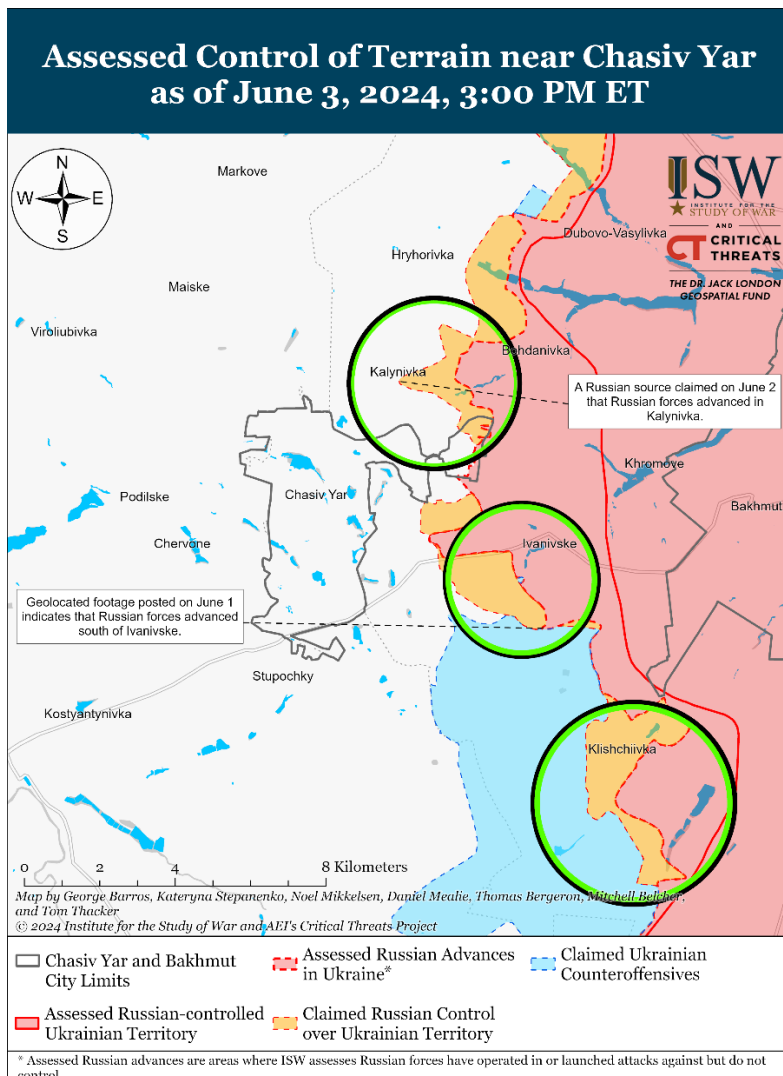 Assessed Control of Terrain near Chasiv Yar
as of June 3, 2024, 3:00 PM ET
N
W
E
S
ISW
INSTITUTE FOR THE
STUDY OF WAR
AND
CT CRITICAL
THREATS
THE DR. JACK LONDON
GEOSPATIAL FUND
Markove
Dubovo-Vasylivka
Hryhorivka
Maiske
Viroliubivka
Bohdanivka
Kalynivka
A Russian source claimed on June 2
that Russian forces advanced in
Kalynivka.
Khromove
Podilske
Chasiv Yar
Bakhmut
Chervone
Ivanivske
Geolocated footage posted on June 1
indicates that Russian forces advanced
south of Ivanivske.
Stupochky
Kostyantynivka
Klishchiivka
0 2 4 8 Kilometers
Map by George Barros, Kateryna Stepanenko, Noel Mikkelsen, Daniel Mealie, Thomas Bergeron, Mitchell Belcher,
and Tom Thacker
© 2024 Institute for the Study of War and AEI's Critical Threats Project
Chasiv Yar and Bakhmut
City Limits
Assessed Russian Advances
in Ukraine*
Claimed Ukrainian
Counteroffensives
Assessed Russian-controlled
Ukrainian Territory
Claimed Russian Control
over Ukrainian Territory
* Assessed Russian advances are areas where ISW assesses Russian forces have operated in or launched attacks against but do not
control